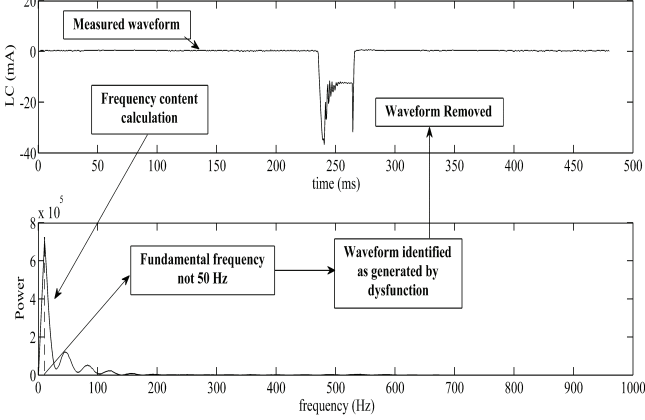 20
0
-20
-40
LC (mA)
Measured waveform
Frequency content
calculation
Waveform Removed
0 50 100 150 200 250 300 350 400 450 500
time (ms)
x 10^5
8
6
4
2
0
Power
Fundamental frequency
not 50 Hz
Waveform identified
as generated by
dysfunction
0 100 200 300 400 500 600 700 800 900 1000
frequency (Hz)